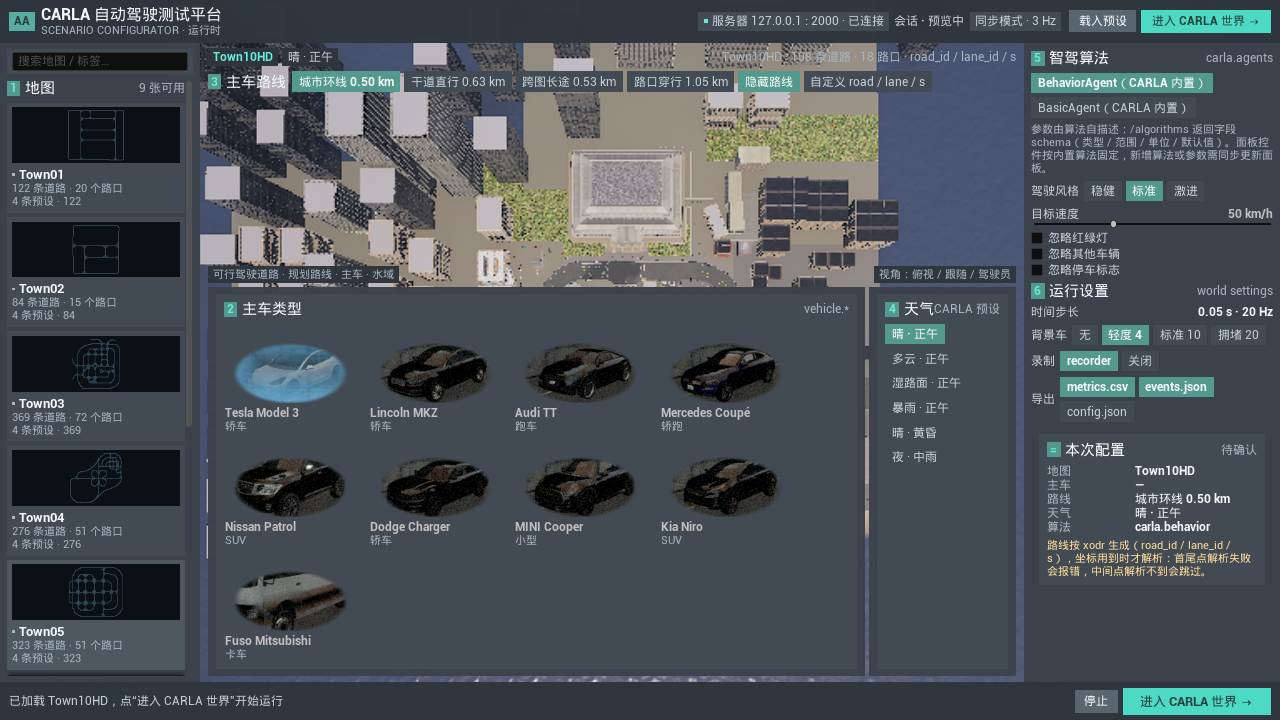 AA
CARLA 自动驾驶测试平台
SCENARIO CONFIGURATOR · 运行时
服务器 127.0.0.1 : 2000 · 已连接
会话 · 预览中
同步模式 · 3 Hz
载入预设
进入 CARLA 世界 →
搜索地图 / 标签...
1 地图
9 张可用
Town01
122 条道路 · 20 个路口
4 条预设 · 122
Town02
84 条道路 · 15 个路口
4 条预设 · 84
Town03
369 条道路 · 72 个路口
4 条预设 · 369
Town04
276 条道路 · 51 个路口
4 条预设 · 276
Town05
323 条道路 · 51 个路口
4 条预设 · 323
Town10HD 晴 · 正午
Town10HD · 108 条道路 · 18 路口 · road_id / lane_id / s
3 主车路线
城市环线 0.50 km
干道直行 0.63 km
跨图长途 0.53 km
路口穿行 1.05 km
隐藏路线
自定义 road / lane / s
可行驶道路 · 规划路线 · 主车 · 水域
视角：俯视 / 跟随 / 驾驶员
2 主车类型
vehicle.*
Tesla Model 3
轿车
Lincoln MKZ
轿车
Audi TT
跑车
Mercedes Coupé
轿跑
Nissan Patrol
SUV
Dodge Charger
轿车
MINI Cooper
小型
Kia Niro
SUV
Fuso Mitsubishi
卡车
4 天气
CARLA 预设
晴 · 正午
多云 · 正午
湿路面 · 正午
暴雨 · 正午
晴 · 黄昏
夜 · 中雨
5 智驾算法
carla.agents
BehaviorAgent（CARLA 内置）
BasicAgent（CARLA 内置）
参数由算法自描述：/algorithms 返回字段
schema（类型 / 范围 / 单位 / 默认值）。面板控
件按内置算法固定，新增算法或参数需同步更新面
板。
驾驶风格 稳健 标准 激进
目标速度 50 km/h
忽略红绿灯
忽略其他车辆
忽略停车标志
6 运行设置
world settings
时间步长 0.05 s · 20 Hz
背景车 无 轻度 4 标准 10 拥堵 20
录制 recorder 关闭
导出 metrics.csv events.json
config.json
= 本次配置 待确认
地图 Town10HD
主车 —
路线 城市环线 0.50 km
天气 晴 · 正午
算法 carla.behavior
路线按 xodr 生成（road_id / lane_id /
s），坐标用到时才解析：首尾点解析失败
会报错，中间点解析不到会跳过。
已加载 Town10HD，点“进入 CARLA 世界”开始运行
停止
进入 CARLA 世界 →